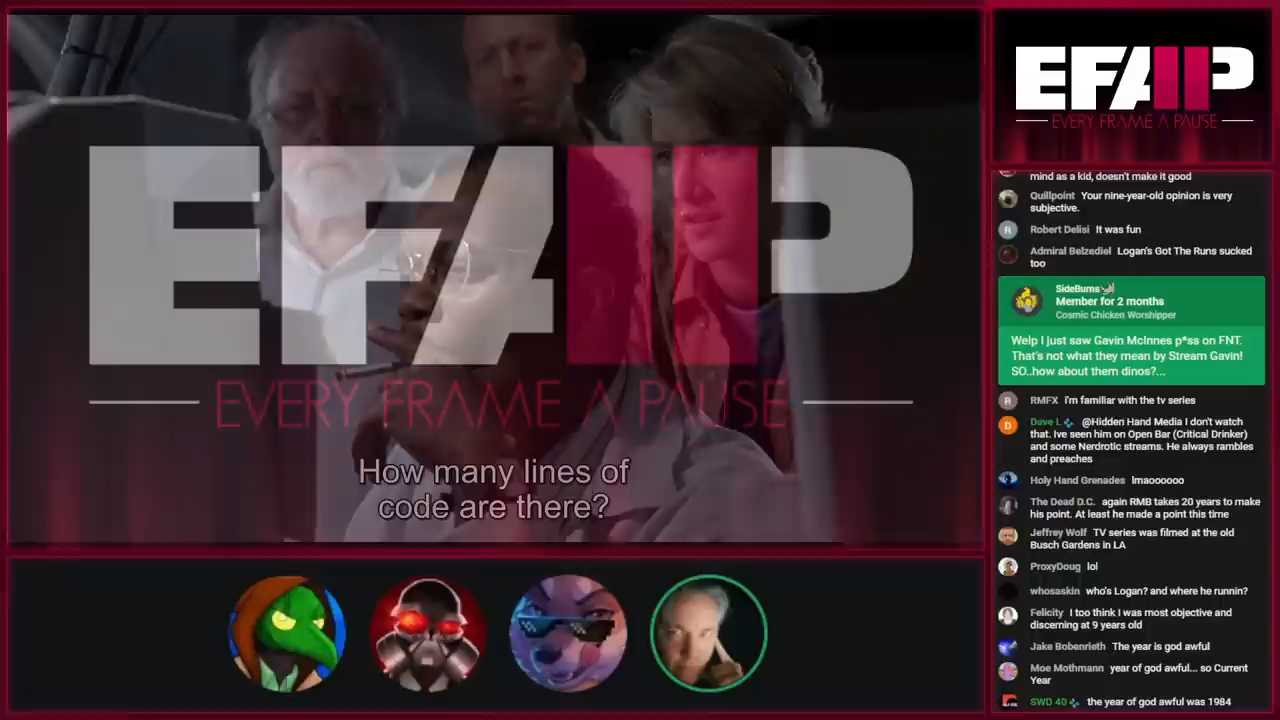 EFAP
EVERY FRAME A PAUSE
How many lines of
code are there?
EFAP
EVERY FRAME A PAUSE
mind as a kid, doesn't make it good
Quillpoint Your nine-year-old opinion is very
subjective.
R Robert Delisi It was fun
Admiral Belzediel Logan's Got The Runs sucked
too
SideBurns
Member for 2 months
Cosmic Chicken Worshipper
Welp I just saw Gavin McInnes p*ss on FNT.
That's not what they mean by Stream Gavin!
SO..how about them dinos?...
R RMFX i'm familiar with the tv series
D Dave L @Hidden Hand Media I don't watch
that. Ive seen him on Open Bar (Critical Drinker)
and some Nerdrotic streams. He always rambles
and preaches
Holy Hand Grenades lmaoooooo
The Dead D.C. again RMB takes 20 years to make
his point. At least he made a point this time
Jeffrey Wolf TV series was filmed at the old
Busch Gardens in LA
ProxyDoug lol
whosaskin who's Logan? and where he runnin?
Felicity I too think I was most objective and
discerning at 9 years old
Jake Bobenrieth The year is god awful
Moe Mothmann year of god awful... so Current
Year
SWD 40 the year of god awful was 1984